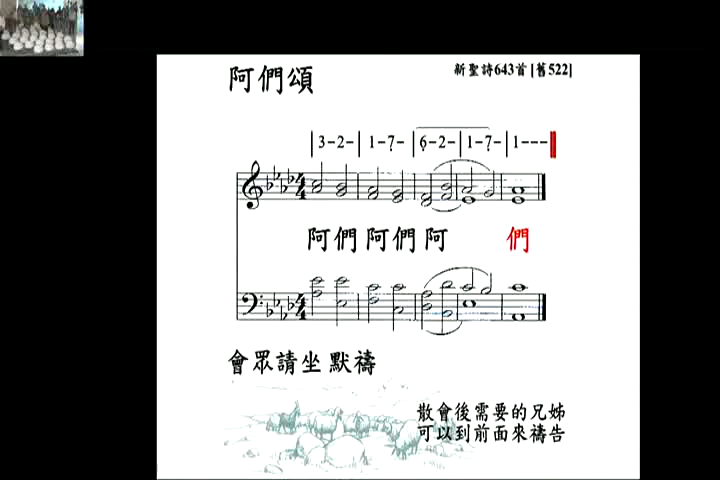 阿們頌
新聖詩643首 | 舊522|
3-2- 1-7̣- 6̣-2- 1-7̣- 1---
阿們 阿們 阿 們
會眾請坐 默禱
散會後需要的兄姊
可以到前面來禱告